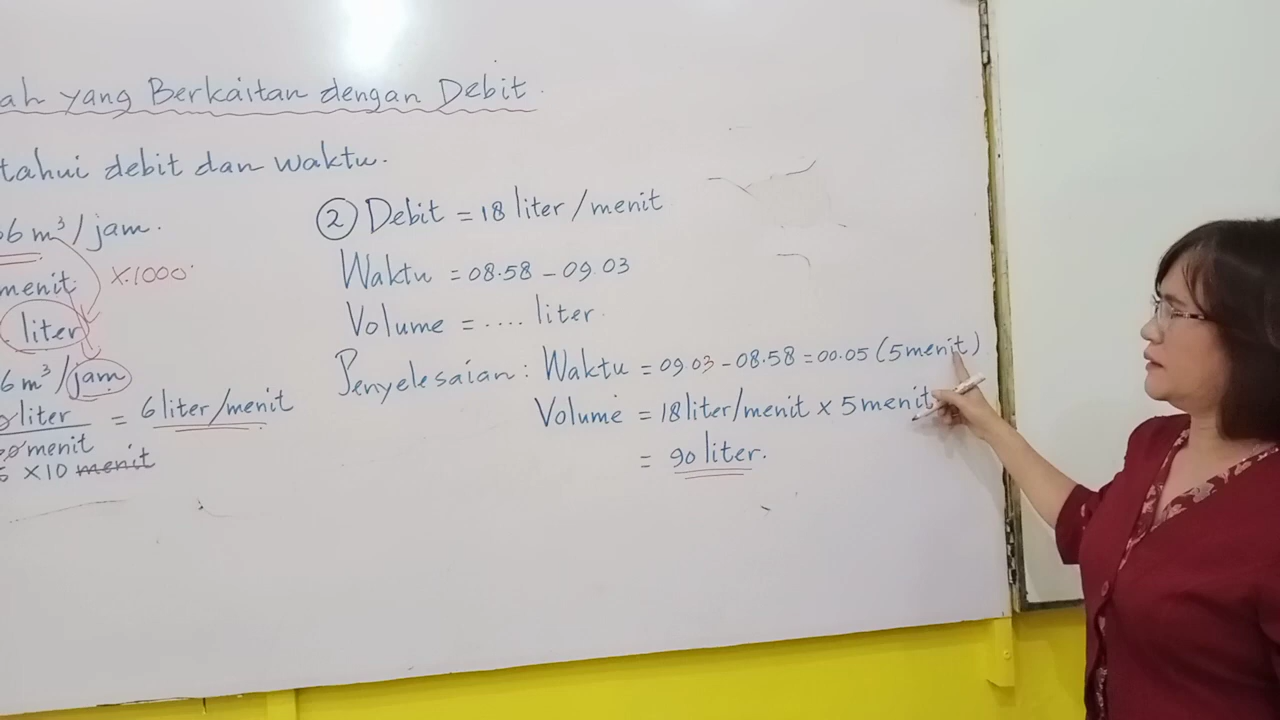 ah yang Berkaitan dengan Debit.
tahui debit dan waktu.
6 m³/jam.
menit
x.1000
liter
6 m³/jam
liter = 6 liter/menit
menit
x10 menit
② Debit = 18 liter/menit
Waktu = 08.58 - 09.03
Volume = .... liter.
Penyelesaian : Waktu = 09.03 - 08.58 = 00.05 (5 menit)
Volume = 18 liter/menit x 5 menit
= 90 liter.